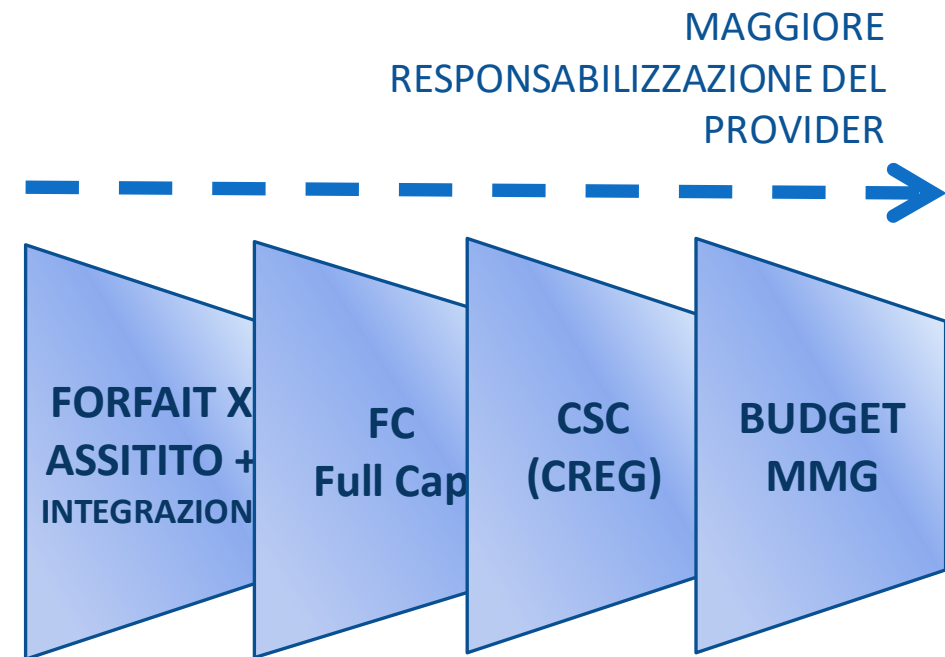 MAGGIORE
RESPONSABILIZZAZIONE DEL
PROVIDER
FORFAIT X
ASSITITO +
INTEGRAZION
FC
Full Cap
CSC
(CREG)
BUDGET
MMG